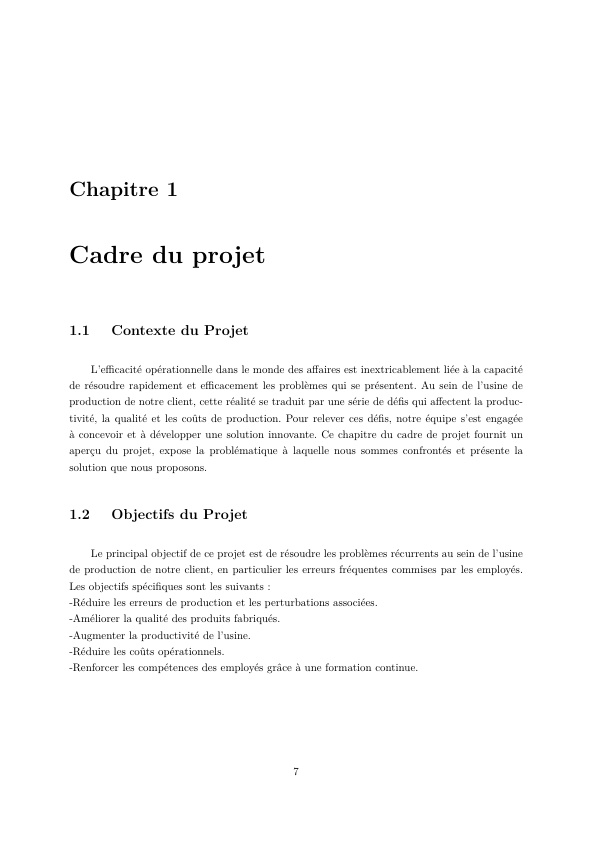 Chapitre 1
Cadre du projet
1.1 Contexte du Projet
L'efficacité opérationnelle dans le monde des affaires est inextricablement liée à la capacité
de résoudre rapidement et efficacement les problèmes qui se présentent. Au sein de l'usine de
production de notre client, cette réalité se traduit par une série de défis qui affectent la produc-
tivité, la qualité et les coûts de production. Pour relever ces défis, notre équipe s'est engagée
à concevoir et à développer une solution innovante. Ce chapitre du cadre de projet fournit un
aperçu du projet, expose la problématique à laquelle nous sommes confrontés et présente la
solution que nous proposons.
1.2 Objectifs du Projet
Le principal objectif de ce projet est de résoudre les problèmes récurrents au sein de l'usine
de production de notre client, en particulier les erreurs fréquentes commises par les employés.
Les objectifs spécifiques sont les suivants :
-Réduire les erreurs de production et les perturbations associées.
-Améliorer la qualité des produits fabriqués.
-Augmenter la productivité de l'usine.
-Réduire les coûts opérationnels.
-Renforcer les compétences des employés grâce à une formation continue.
7